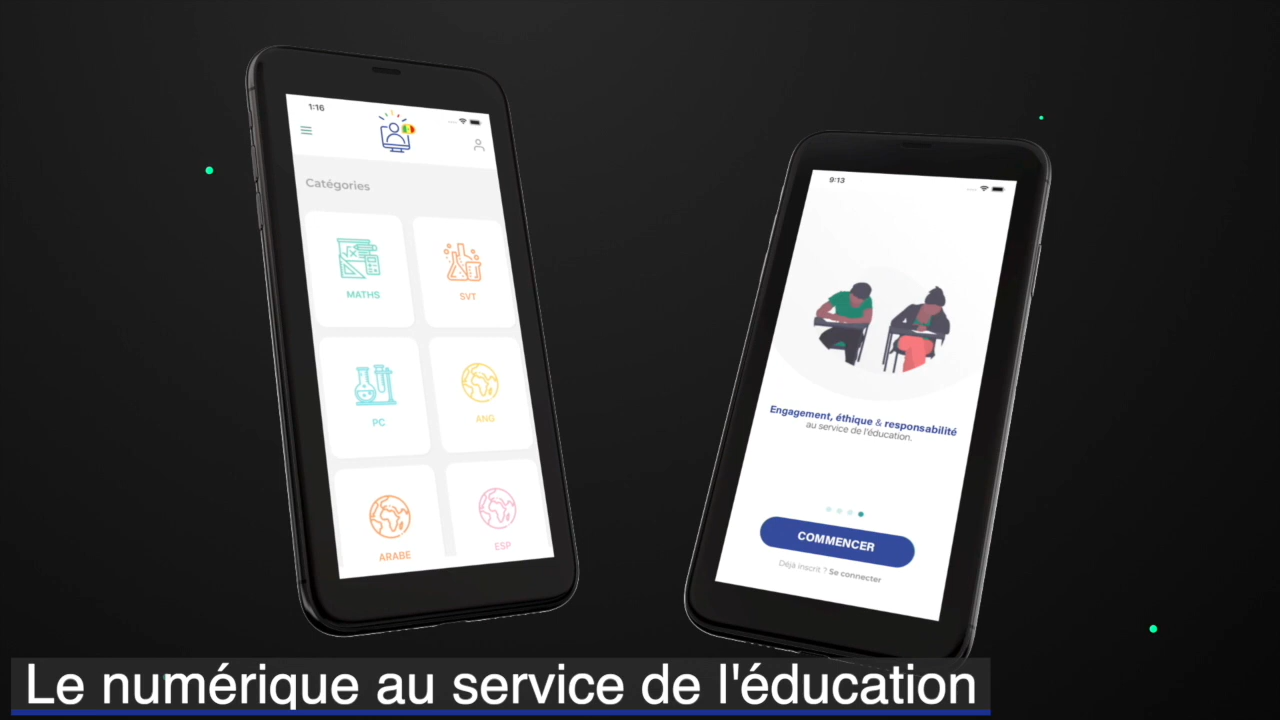 1:16
Catégories
MATHS
SVT
PC
ANG
ARABE
ESP
9:13
Engagement, éthique & responsabilité
au service de l'éducation.
COMMENCER
Déjà inscrit ? Se connecter
Le numérique au service de l'éducation